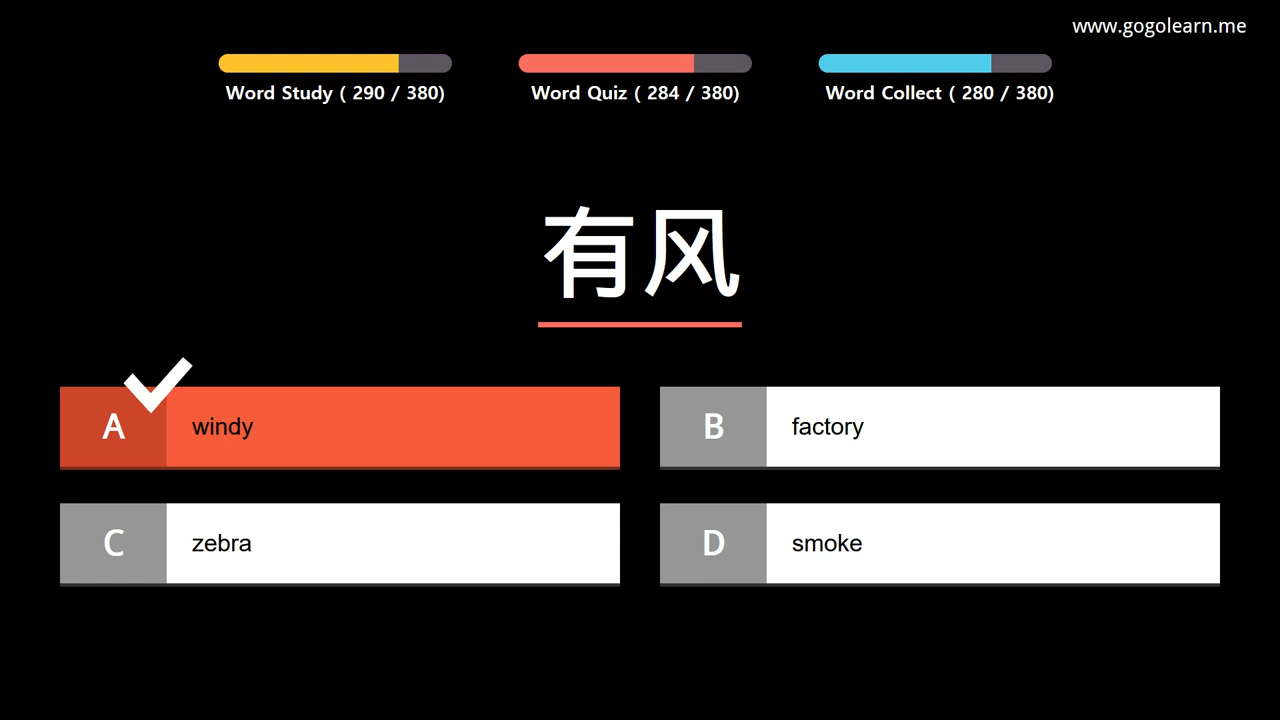 www.gogolearn.me
Word Study ( 290 / 380)
Word Quiz ( 284 / 380)
Word Collect ( 280 / 380)
有风
A windy
B factory
C zebra
D smoke